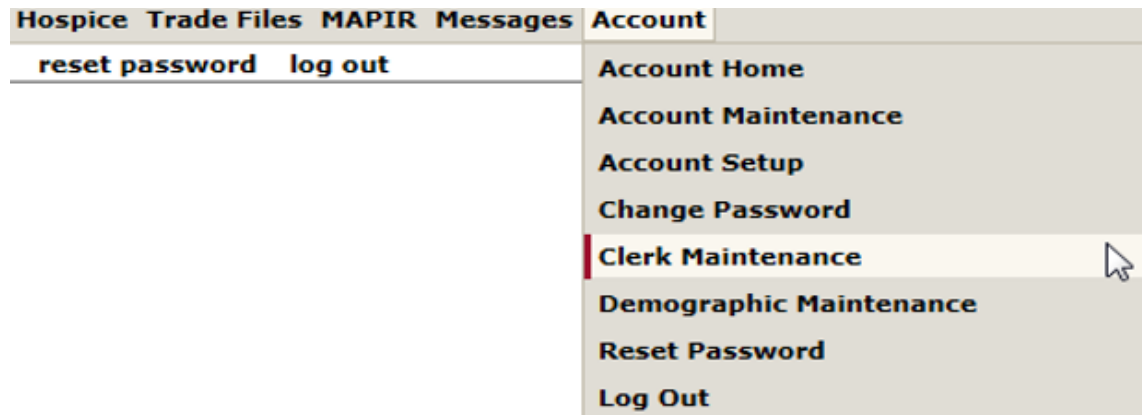 Hospice Trade Files MAPIR Messages Account
reset password log out
Account Home
Account Maintenance
Account Setup
Change Password
Clerk Maintenance
Demographic Maintenance
Reset Password
Log Out